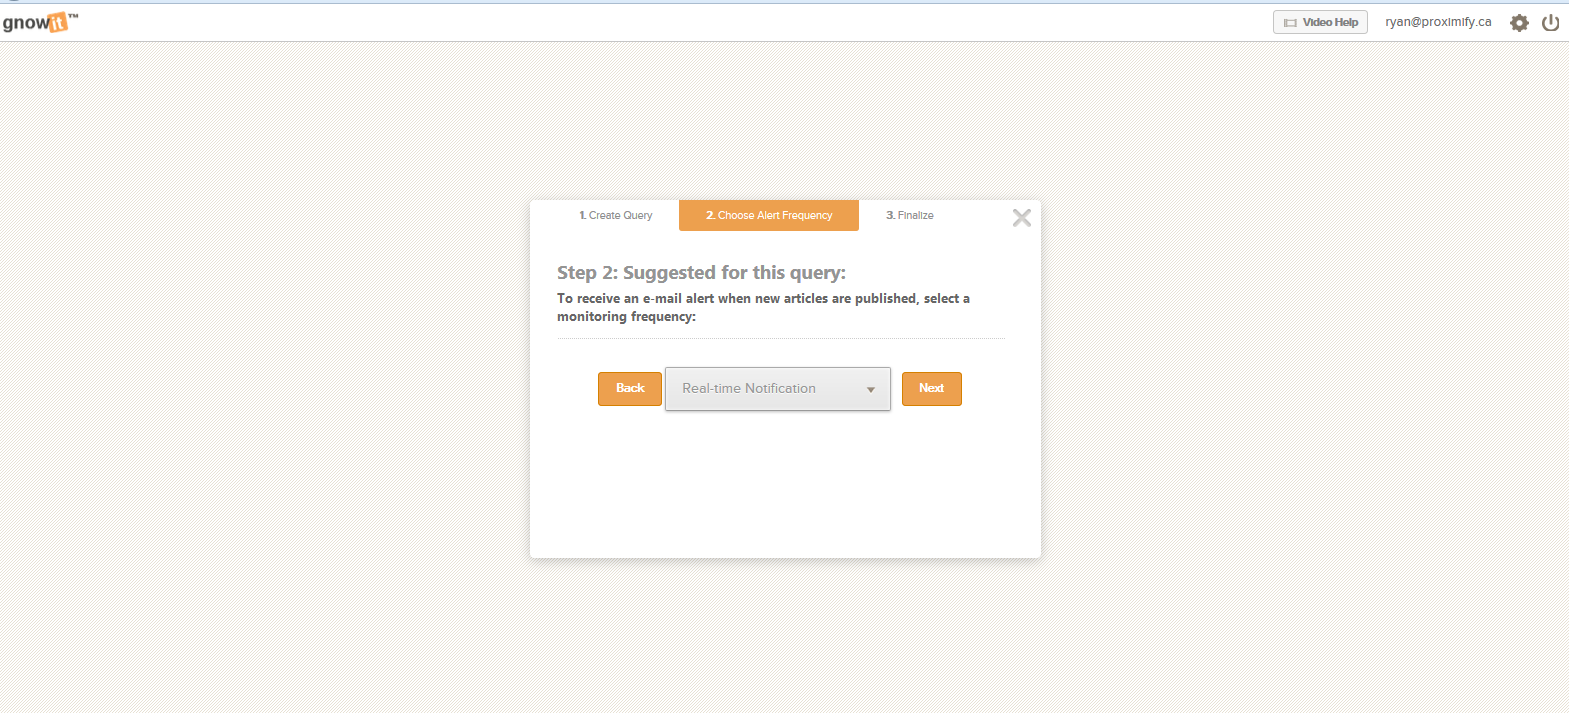 gnowit™
Video Help
ryan@proximify.ca
1. Create Query
2. Choose Alert Frequency
3. Finalize
Step 2: Suggested for this query:
To receive an e-mail alert when new articles are published, select a
monitoring frequency:
Back
Real-time Notification
Next